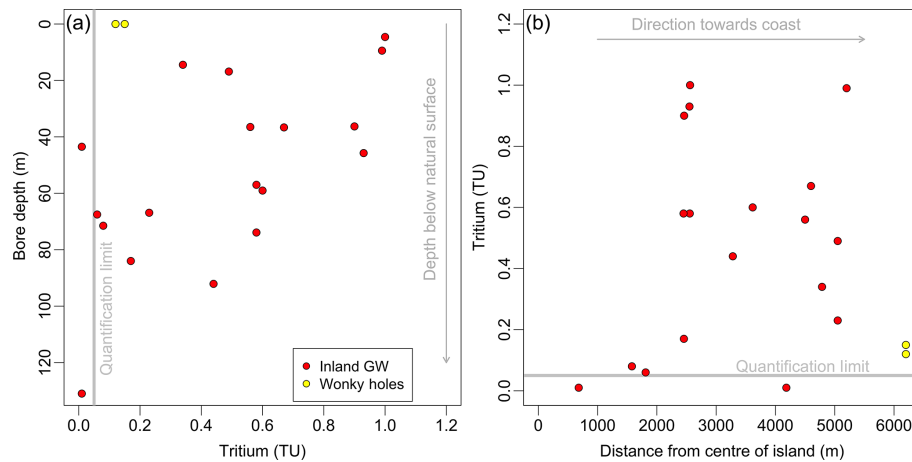 (a)
0
20
40
60
80
100
120
Bore depth (m)
Quantification limit
Depth below natural surface
Inland GW
Wonky holes
0.0 0.2 0.4 0.6 0.8 1.0 1.2
Tritium (TU)
(b)
Direction towards coast
1.2
1.0
0.8
0.6
0.4
0.2
0.0
Tritium (TU)
Quantification limit
0 1000 2000 3000 4000 5000 6000
Distance from centre of island (m)